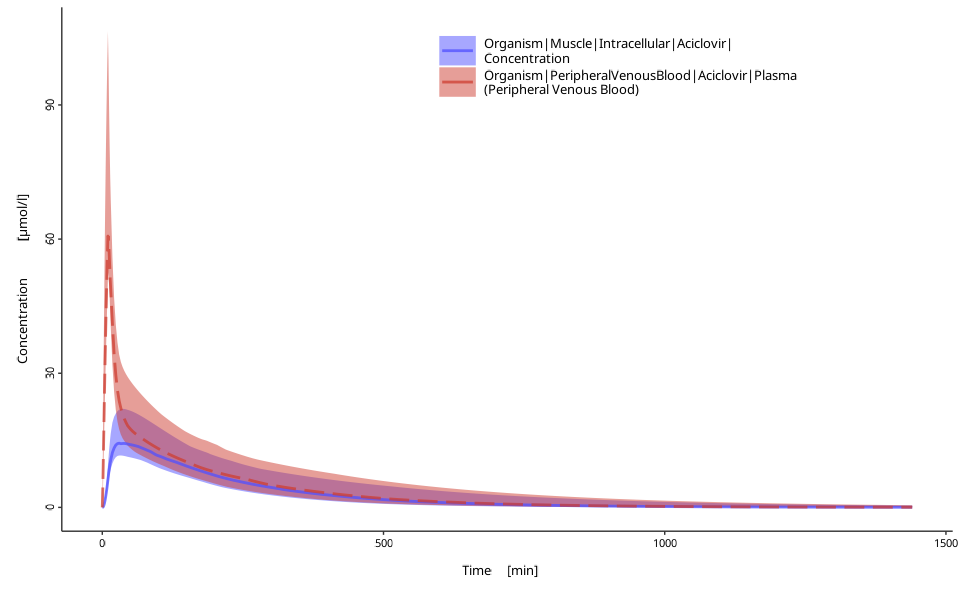 Organism|Muscle|Intracellular|Aciclovir|
Concentration
Organism|PeripheralVenousBlood|Aciclovir|Plasma
(Peripheral Venous Blood)
Concentration [µmol/l]
90
60
30
0
0
500
1000
1500
Time [min]